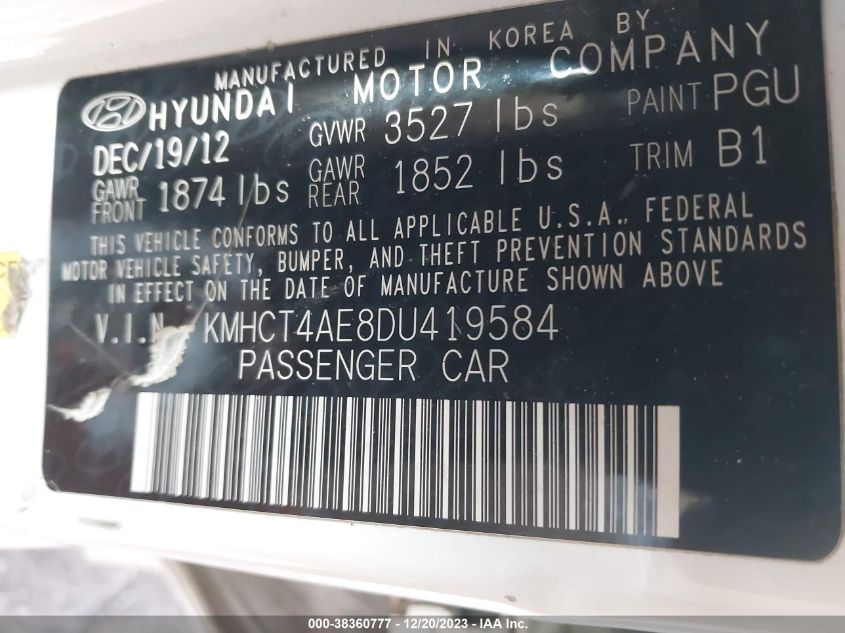 MANUFACTURED IN KOREA BY
HYUNDAI MOTOR COMPANY
DEC/19/12 GVWR 3527 lbs PAINT PGU
GAWR FRONT 1874 lbs GAWR REAR 1852 lbs TRIM B1
THIS VEHICLE CONFORMS TO ALL APPLICABLE U.S.A. FEDERAL
MOTOR VEHICLE SAFETY, BUMPER, AND THEFT PREVENTION STANDARDS
IN EFFECT ON THE DATE OF MANUFACTURE SHOWN ABOVE
V.I.N KMHCT4AE8DU419584
PASSENGER CAR
000-38360777 - 12/20/2023 - IAA Inc.